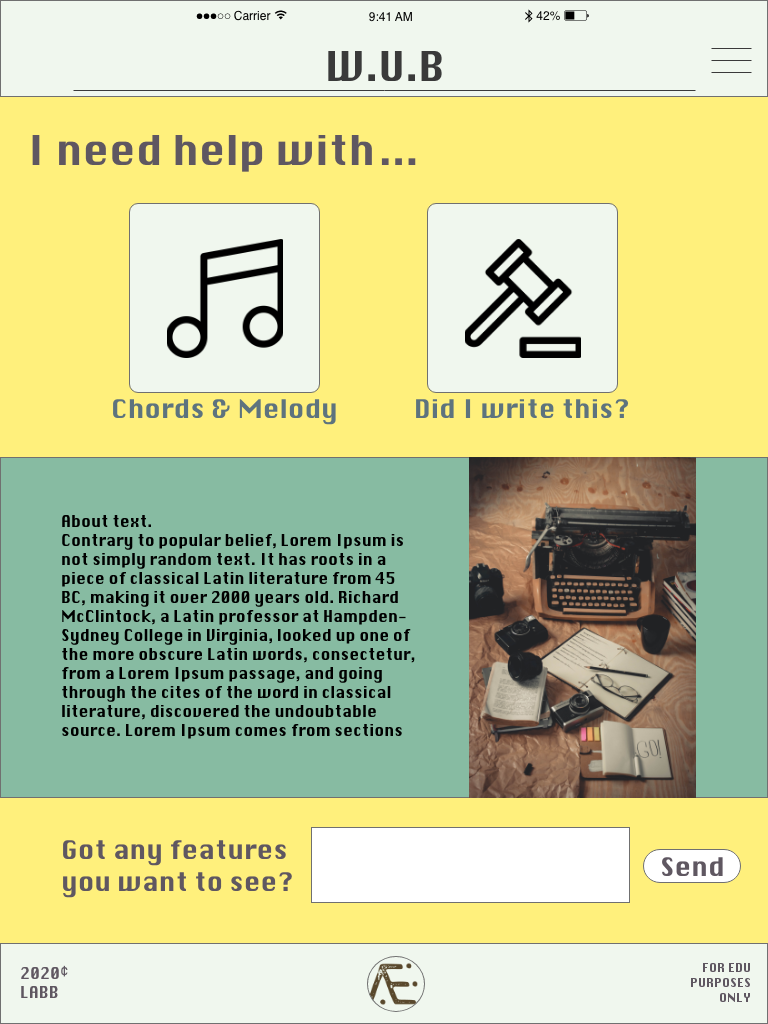 Carrier 9:41 AM 42%
W.U.B
I need help with...
Chords & Melody
Did I write this?
About text.
Contrary to popular belief, Lorem Ipsum is
not simply random text. It has roots in a
piece of classical Latin literature from 45
BC, making it over 2000 years old. Richard
McClintock, a Latin professor at Hampden-
Sydney College in Virginia, looked up one of
the more obscure Latin words, consectetur,
from a Lorem Ipsum passage, and going
through the cites of the word in classical
literature, discovered the undoubtable
source. Lorem Ipsum comes from sections
GO!
Got any features
you want to see?
Send
2020¢
LABB
Æ
FOR EDU
PURPOSES
ONLY